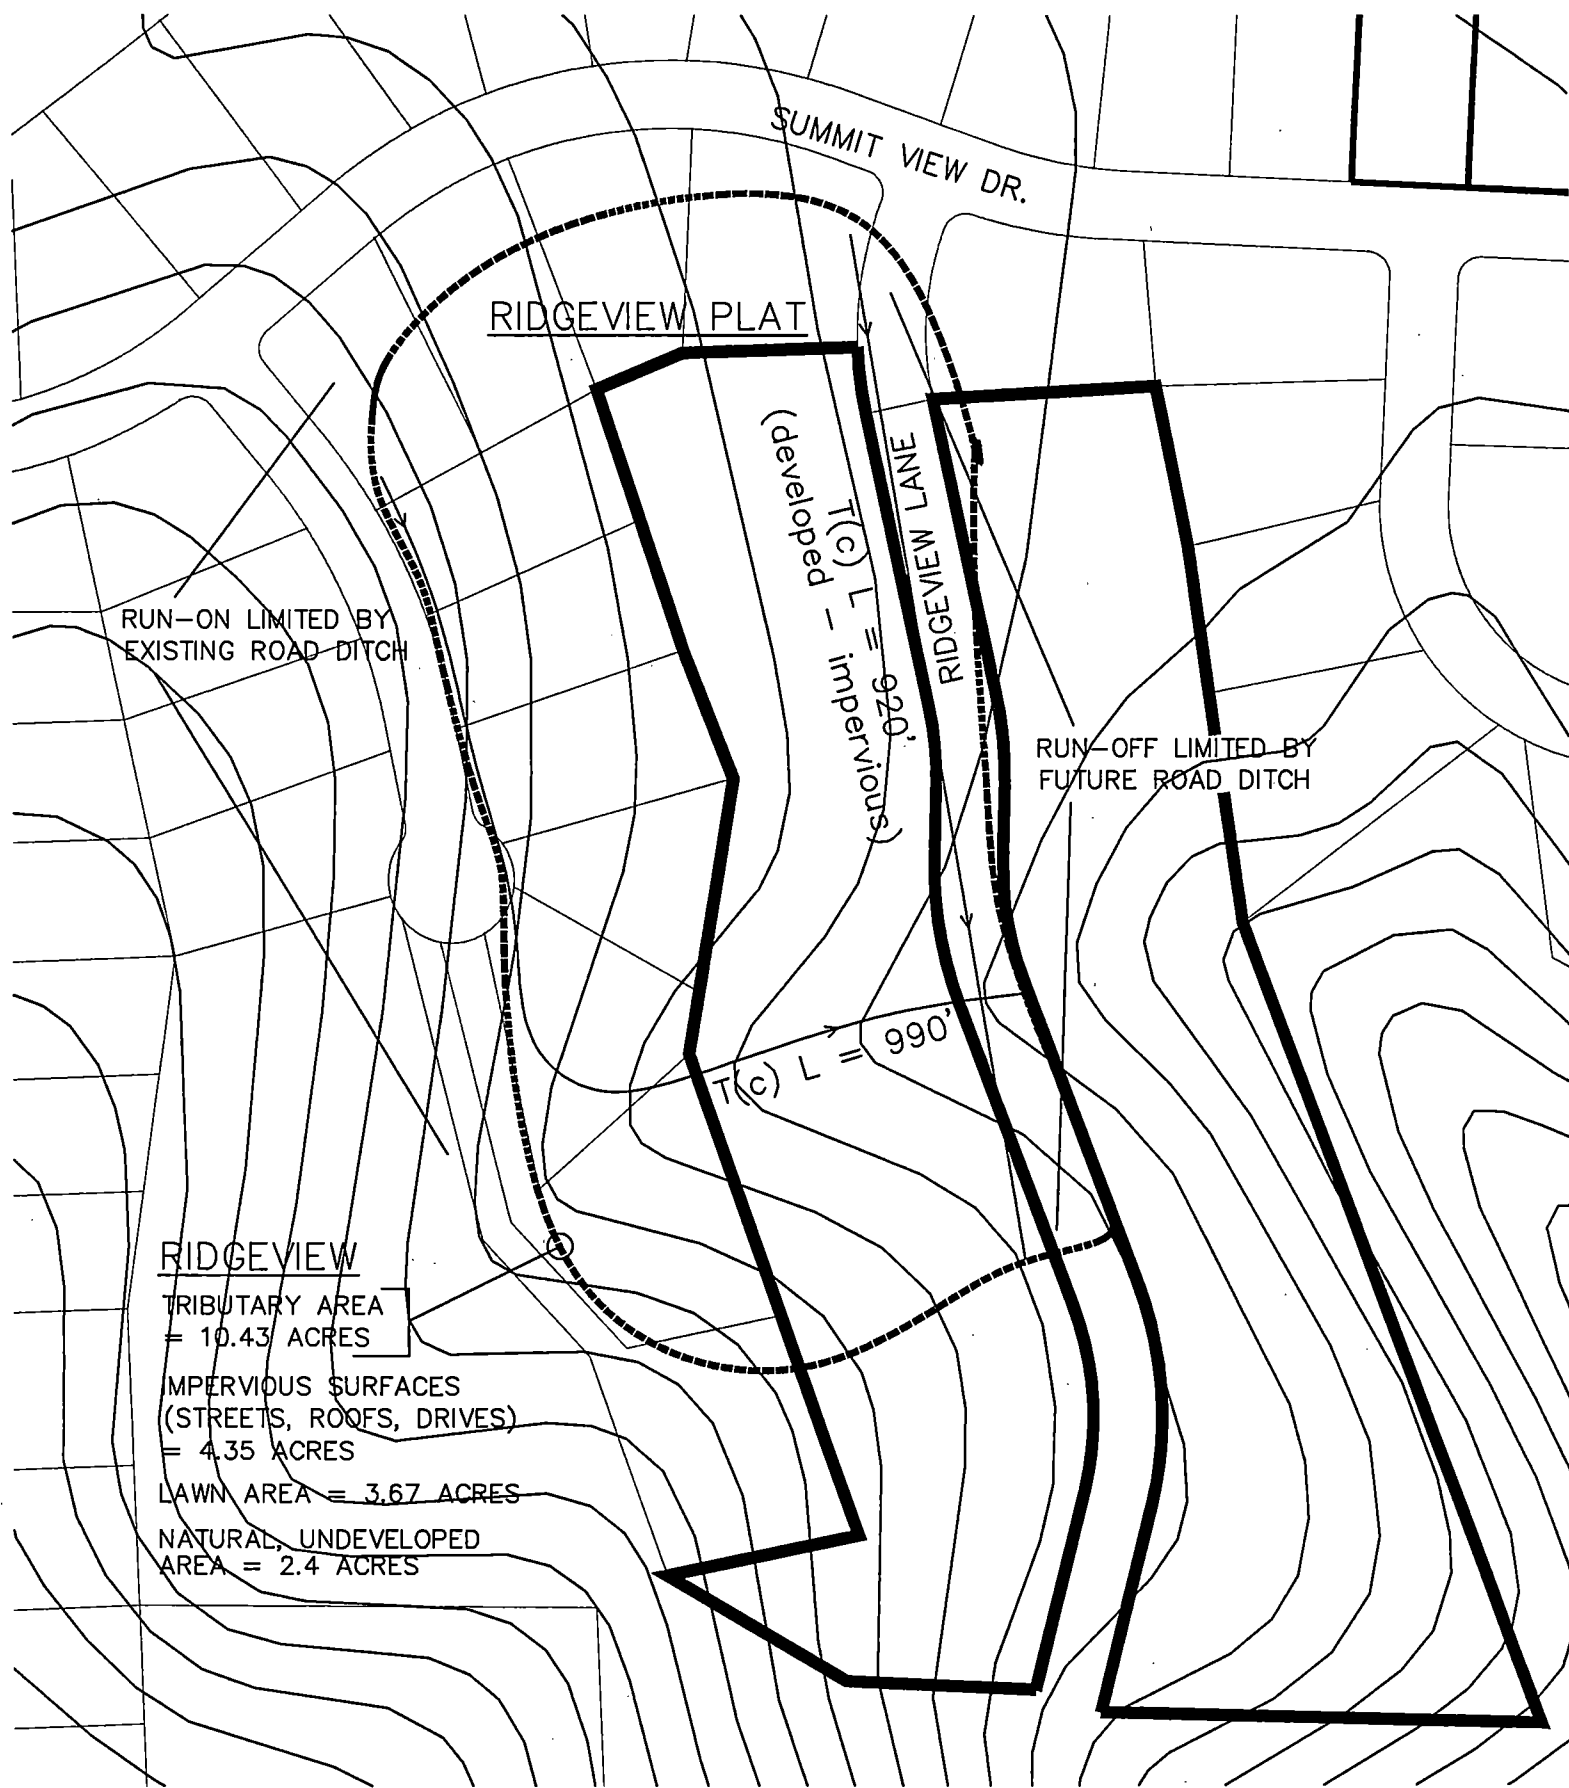 SUMMIT VIEW DR.
RIDGEVIEW PLAT
T(c) L = 920'
(developed – impervious)
RIDGEVIEW LANE
RUN-ON LIMITED BY
EXISTING ROAD DITCH
RUN-OFF LIMITED BY
FUTURE ROAD DITCH
T(c) L = 990'
RIDGEVIEW
TRIBUTARY AREA
= 10.43 ACRES
IMPERVIOUS SURFACES
(STREETS, ROOFS, DRIVES)
= 4.35 ACRES
LAWN AREA = 3.67 ACRES
NATURAL, UNDEVELOPED
AREA = 2.4 ACRES